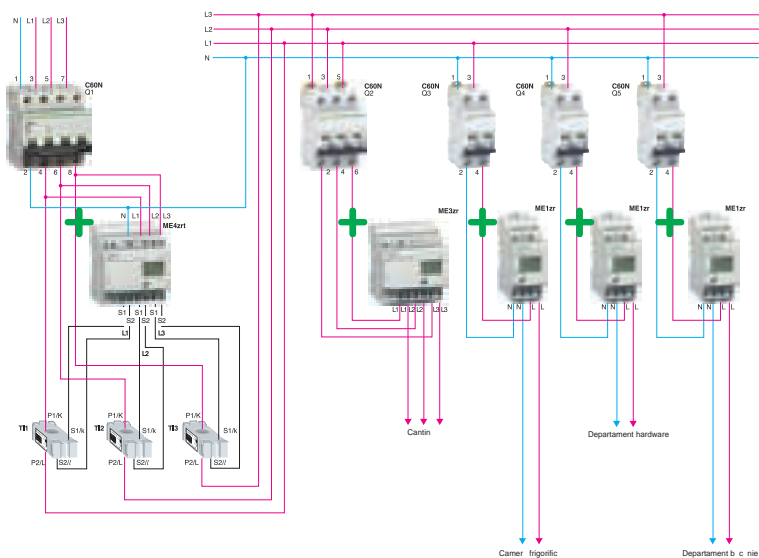 N L1 L2 L3
L3
L2
L1
N
1 3 5 7
C60N
Q1
2 4 6 8
N L1 L2 L3
ME4zrt
S1 S1 S1
S2 S2 S2
L1 L2 L3
P1/K P1/K P1/K
TI1 TI2 TI3
S1/k S1/k S1/k
P2/L P2/L P2/L
S2// S2// S2//
1 3 5
C60N
Q2
2 4 6
ME3zr
L1 L1 L2 L2 L3 L3
Cantin
1 3
C60N
Q3
2 4
ME1zr
N N L L
Camer frigorific
1 3
C60N
Q4
2 4
ME1zr
N N L L
Departament hardware
1 3
C60N
Q5
2 4
ME1zr
N N L L
Departament b c nie